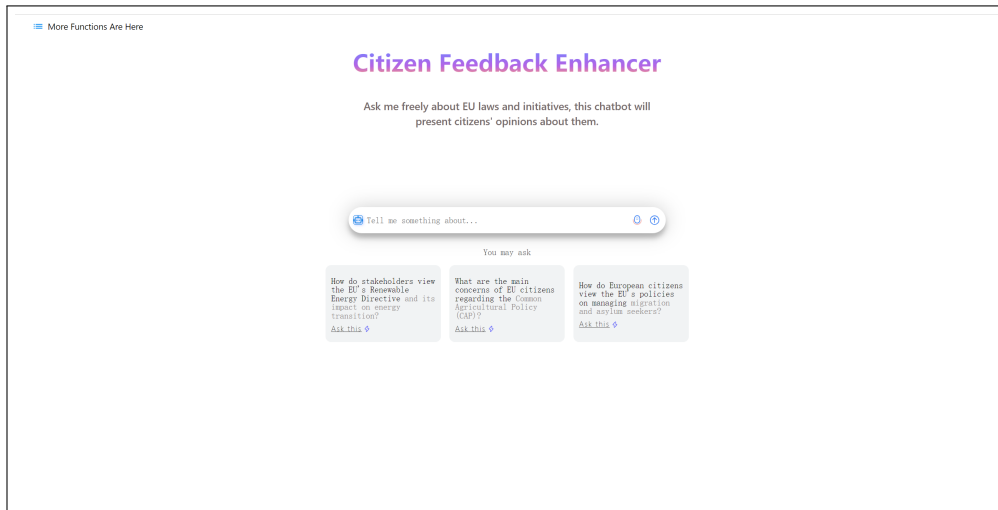 More Functions Are Here
Citizen Feedback Enhancer
Ask me freely about EU laws and initiatives, this chatbot will
present citizens' opinions about them.
Tell me something about...
You may ask
How do stakeholders view
the EU's Renewable
Energy Directive and its
impact on energy
transition?
Ask this
What are the main
concerns of EU citizens
regarding the Common
Agricultural Policy
(CAP)?
Ask this
How do European citizens
view the EU's policies
on managing migration
and asylum seekers?
Ask this